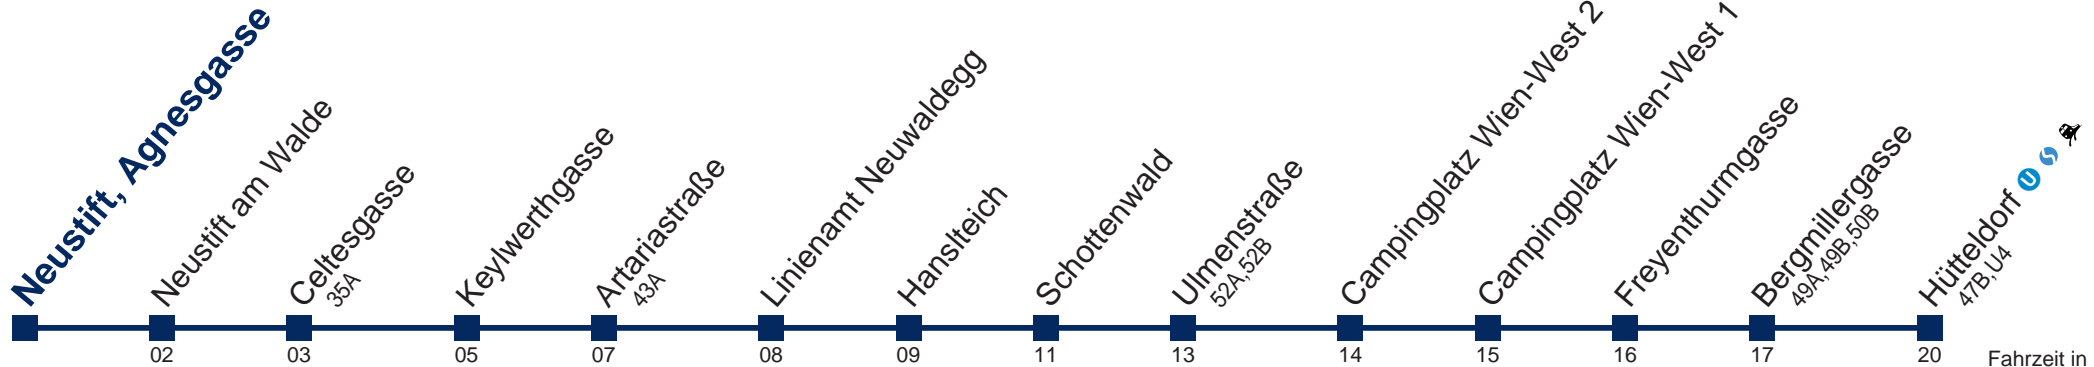 Neustift, Agnesgasse
Neustift am Walde
Celtesgasse
35A
Keylwerthgasse
Artariastraße
43A
Linienamt Neuwaldegg
Hanslteich
Schottenwald
Ulmenstraße
52A,52B
Campingplatz Wien-West 2
Campingplatz Wien-West 1
Freyenthurmgasse
Bergmillergasse
49A,49B,50B
Hütteldorf U S
47B,U4
02 03 05 07 08 09 11 13 14 15 16 17 20 Fahrzeit in